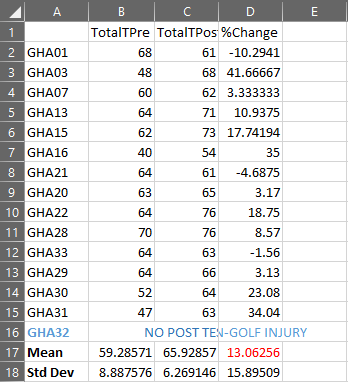 A B C D E
1 TotalTPre TotalTPos %Change
2 GHA01 68 61 -10.2941
3 GHA03 48 68 41.66667
4 GHA07 60 62 3.333333
5 GHA13 64 71 10.9375
6 GHA15 62 73 17.74194
7 GHA16 40 54 35
8 GHA21 64 61 -4.6875
9 GHA20 63 65 3.17
10 GHA22 64 76 18.75
11 GHA28 70 76 8.57
12 GHA33 64 63 -1.56
13 GHA29 64 66 3.13
14 GHA30 52 64 23.08
15 GHA31 47 63 34.04
16 GHA32 NO POST TEN-GOLF INJURY
17 Mean 59.28571 65.92857 13.06256
18 Std Dev 8.887576 6.269146 15.89509